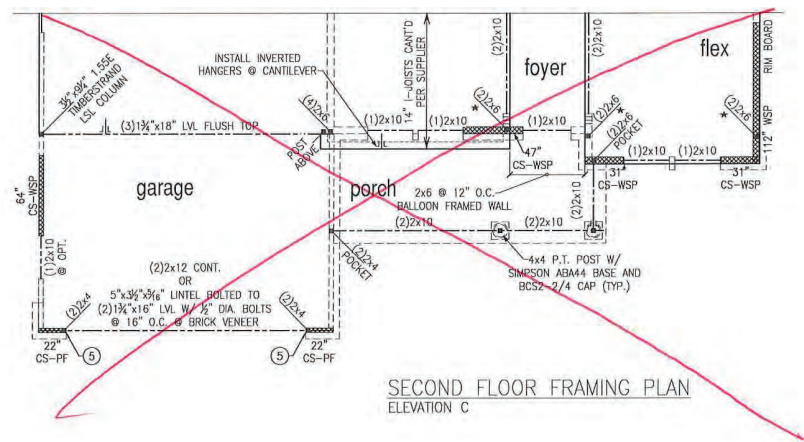 3½"x9¼" 1.55E
TIMBERSTRAND
LSL COLUMN
INSTALL INVERTED
HANGERS @ CANTILEVER
(3)1¾"x18" LVL FLUSH TOP
(4)2x6
POST
ABOVE
14" I-JOISTS CANT'D
PER SUPPLIER
(1)2x10
(1)2x10
(2)2x10
(2)2x6
*
foyer
(2)2x10
flex
RIM BOARD
112" WSP
(2)2x6
*
(2)2x6
*
(2)2x6
POCKET
(1)2x10
(1)2x10
47"
CS-WSP
31"
CS-WSP
31"
CS-WSP
64"
CS-WSP
garage
porch
2x6 @ 12" O.C.
BALLOON FRAMED WALL
(2)2x10
(2)2x10
(2)2x10
(1)2x10
@ OPT.
(2)2x4
POCKET
4x4 P.T. POST W/
SIMPSON ABA44 BASE AND
BCS2-2/4 CAP (TYP.)
(2)2x12 CONT.
OR
5"x3½"x5/16" LINTEL BOLTED TO
(2)1¾"x16" LVL W/ ½" DIA. BOLTS
@ 16" O.C. @ BRICK VENEER
(2)2x4
(2)2x4
22"
CS-PF
5
5
22"
CS-PF
SECOND FLOOR FRAMING PLAN
ELEVATION C